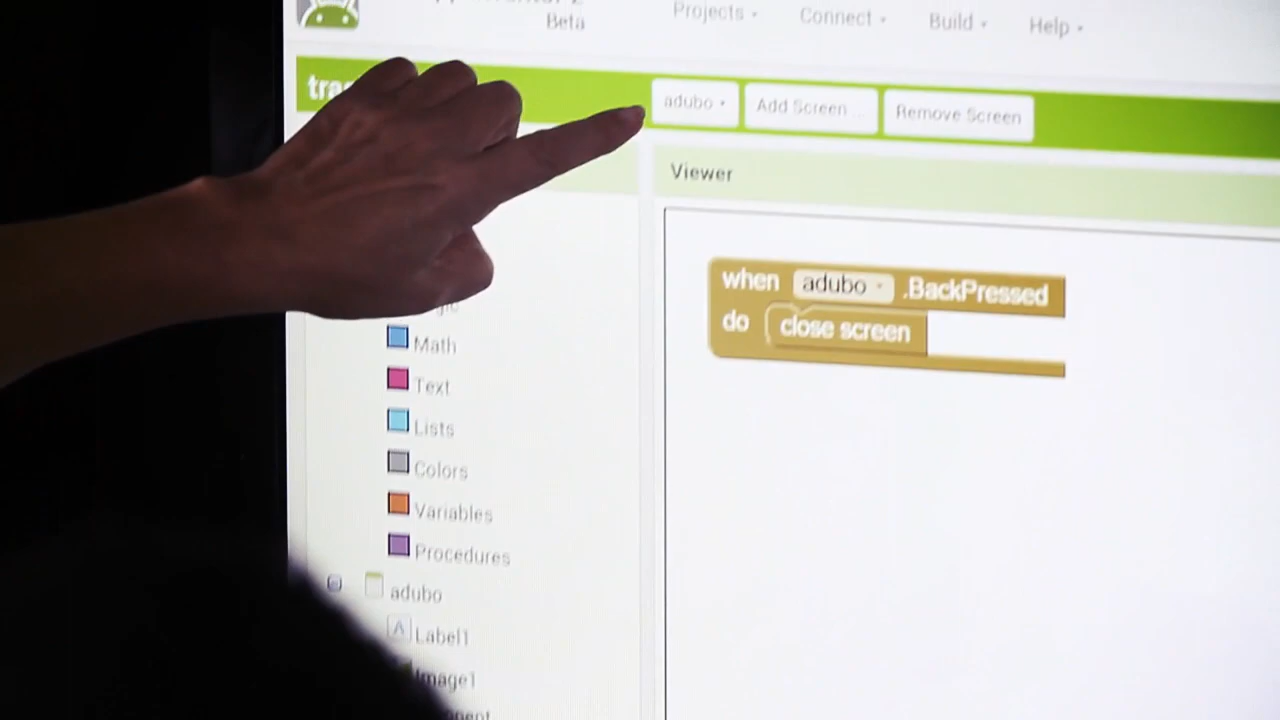 Beta
Projects
Connect
Build
Help
adubo
Add Screen ...
Remove Screen
Viewer
when adubo .BackPressed
do close screen
Math
Text
Lists
Colors
Variables
Procedures
adubo
A Label1
Image1